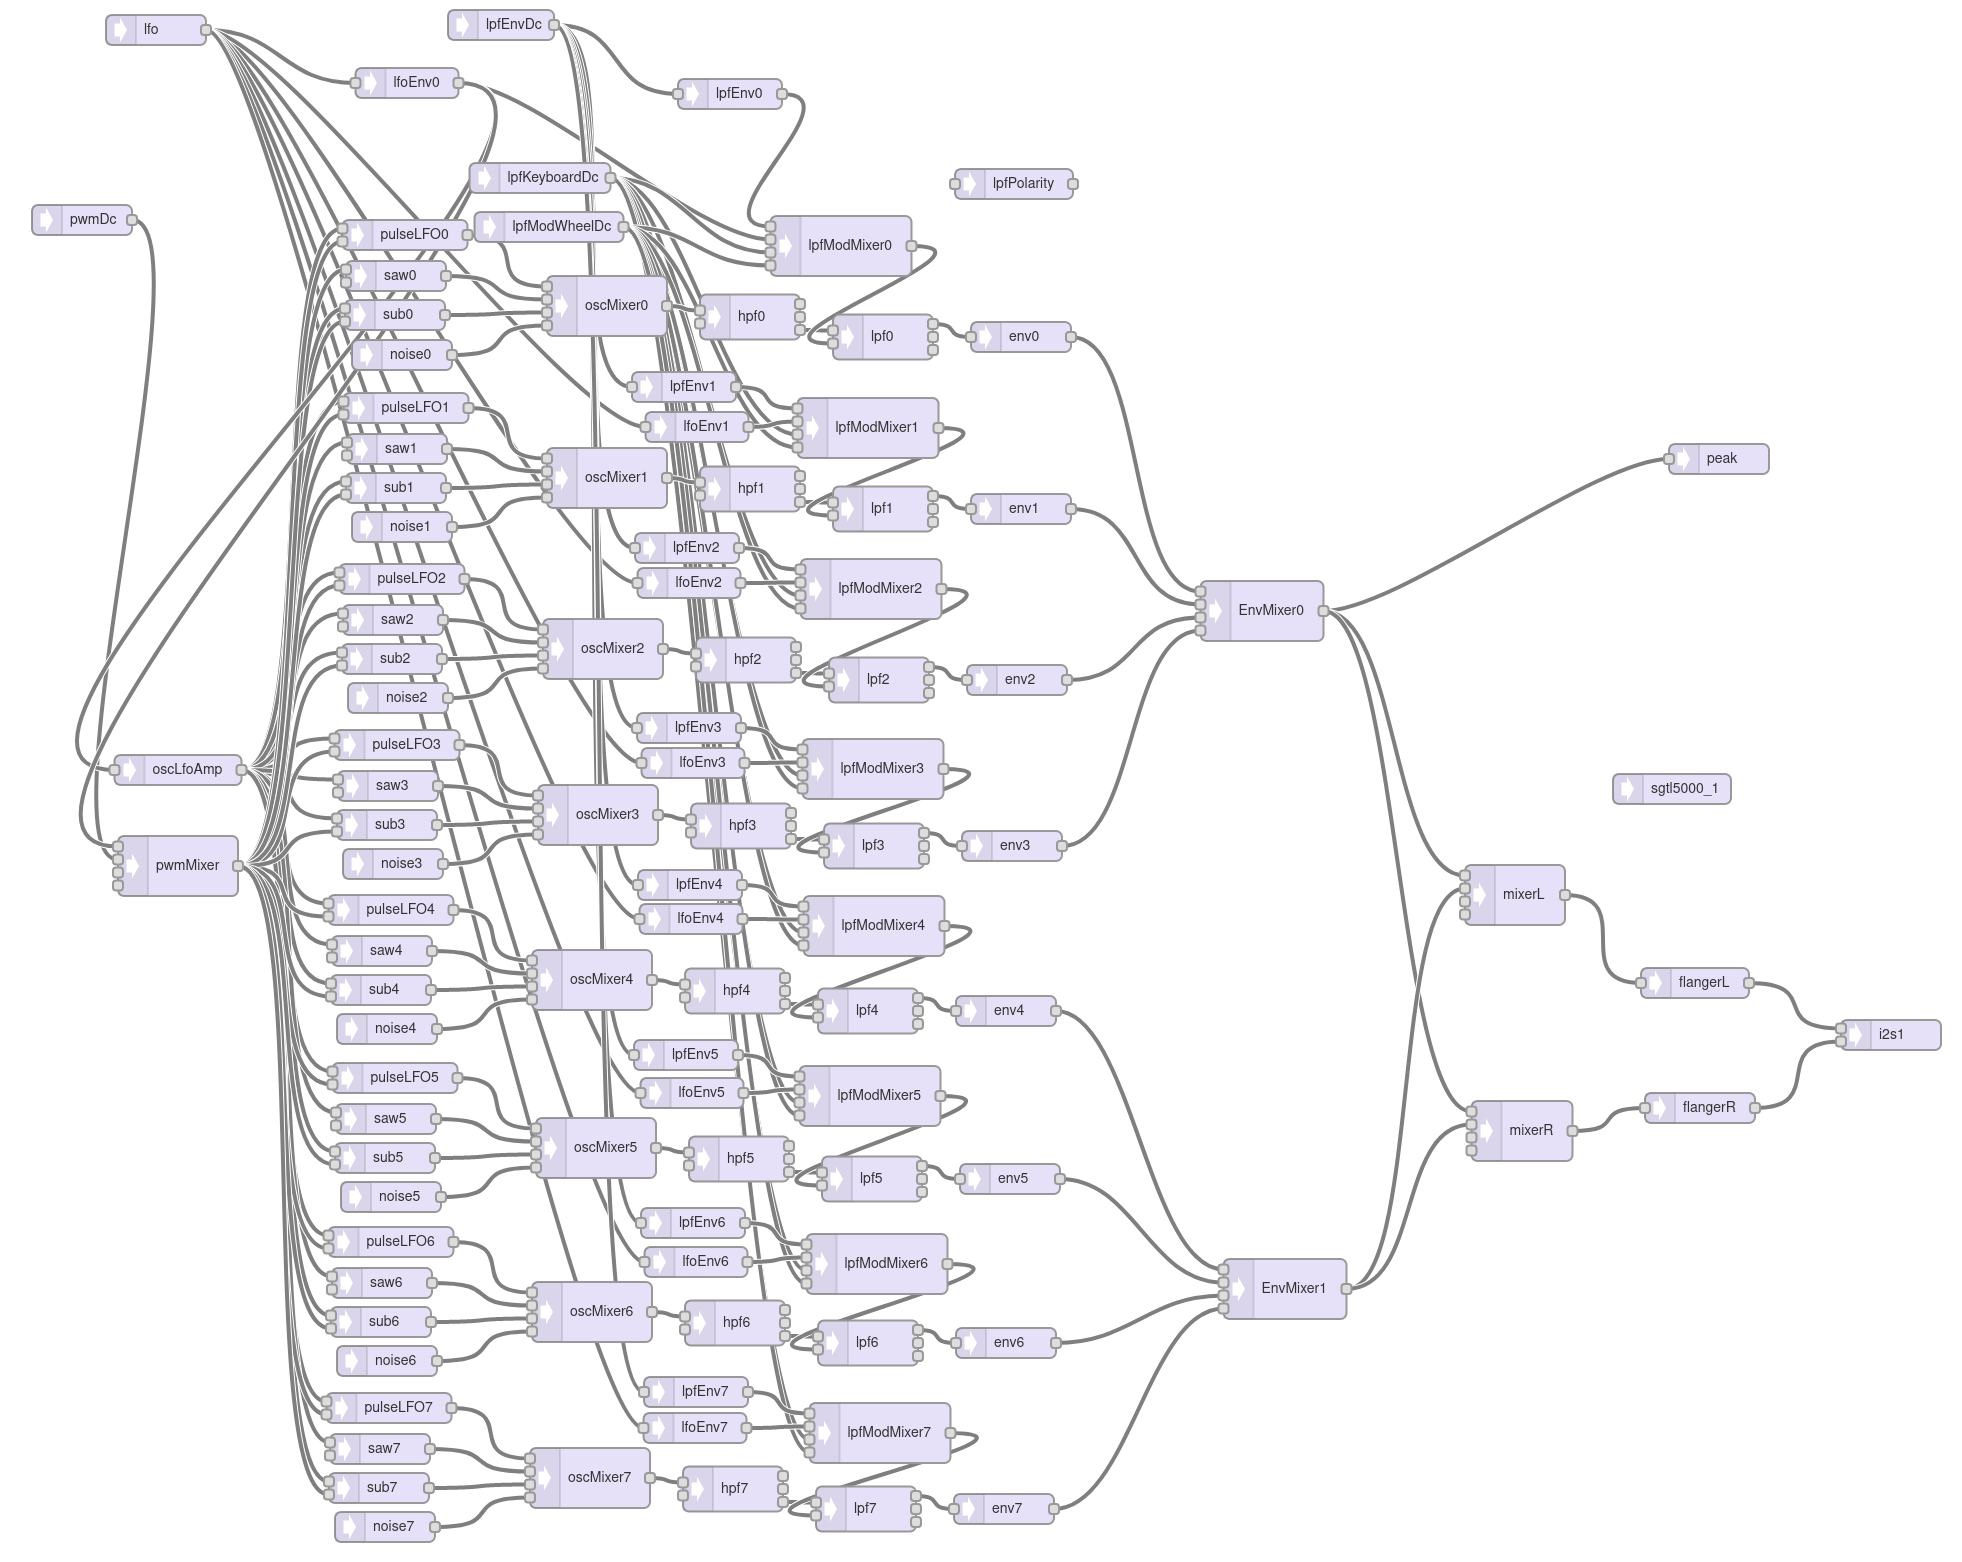 lfo
lpfEnvDc
lfoEnv0
lpfEnv0
lpfKeyboardDc
lpfPolarity
pwmDc
lpfModWheelDc
pulseLFO0
lpfModMixer0
saw0
oscMixer0
sub0
hpf0
lpf0
env0
noise0
lpfEnv1
pulseLFO1
lfoEnv1
lpfModMixer1
saw1
peak
oscMixer1
sub1
hpf1
lpf1
env1
noise1
lpfEnv2
pulseLFO2
lfoEnv2
lpfModMixer2
EnvMixer0
saw2
oscMixer2
sub2
hpf2
lpf2
env2
noise2
lpfEnv3
pulseLFO3
lfoEnv3
lpfModMixer3
oscLfoAmp
saw3
sgtl5000_1
oscMixer3
sub3
hpf3
lpf3
env3
noise3
pwmMixer
lpfEnv4
mixerL
pulseLFO4
lfoEnv4
lpfModMixer4
saw4
oscMixer4
flangerL
sub4
hpf4
lpf4
env4
noise4
i2s1
lpfEnv5
pulseLFO5
lfoEnv5
lpfModMixer5
flangerR
saw5
mixerR
oscMixer5
sub5
hpf5
lpf5
env5
noise5
lpfEnv6
pulseLFO6
lfoEnv6
lpfModMixer6
saw6
EnvMixer1
oscMixer6
sub6
hpf6
lpf6
env6
noise6
lpfEnv7
pulseLFO7
lfoEnv7
lpfModMixer7
saw7
oscMixer7
sub7
hpf7
lpf7
env7
noise7